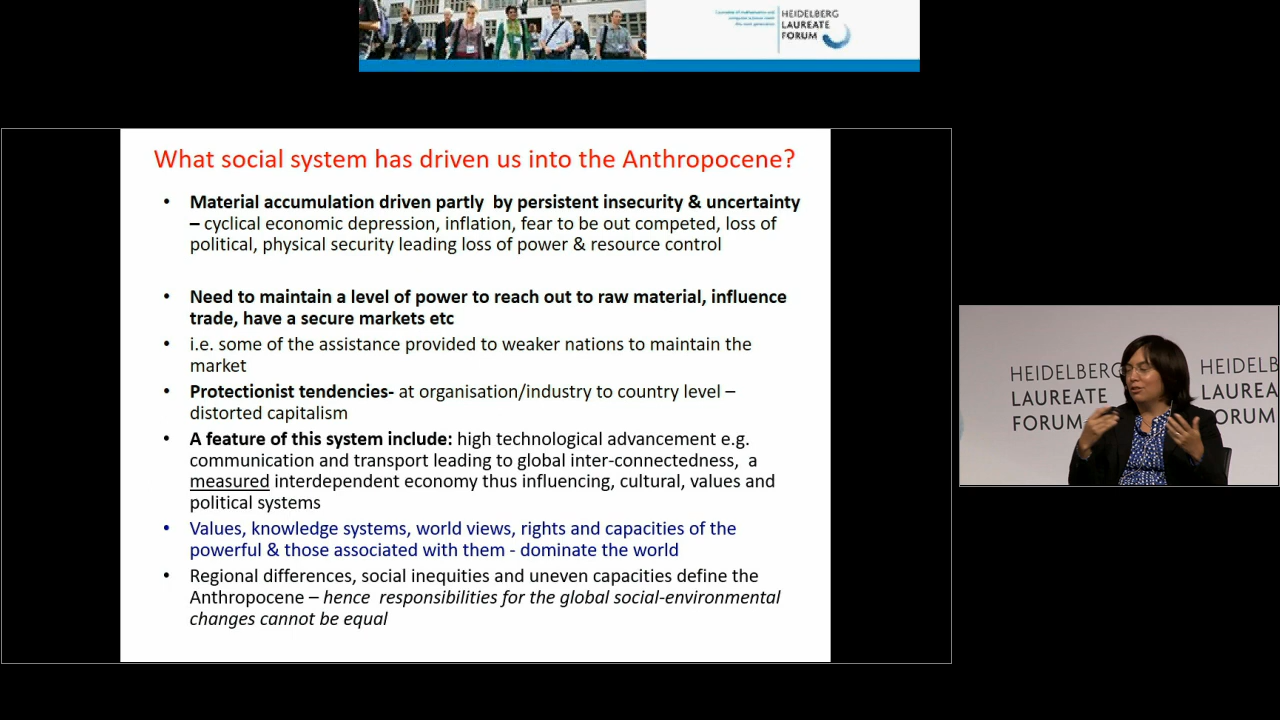 HEIDELBERG
LAUREATE
FORUM
What social system has driven us into the Anthropocene?
• Material accumulation driven partly by persistent insecurity & uncertainty
– cyclical economic depression, inflation, fear to be out competed, loss of
political, physical security leading loss of power & resource control
• Need to maintain a level of power to reach out to raw material, influence
trade, have a secure markets etc
• i.e. some of the assistance provided to weaker nations to maintain the
market
• Protectionist tendencies- at organisation/industry to country level –
distorted capitalism
• A feature of this system include: high technological advancement e.g.
communication and transport leading to global inter-connectedness, a
measured interdependent economy thus influencing, cultural, values and
political systems
• Values, knowledge systems, world views, rights and capacities of the
powerful & those associated with them - dominate the world
• Regional differences, social inequities and uneven capacities define the
Anthropocene – hence responsibilities for the global social-environmental
changes cannot be equal
HEIDELBERG
LAUREATE
FORUM
HEIDELB
LAUREA
FORUM